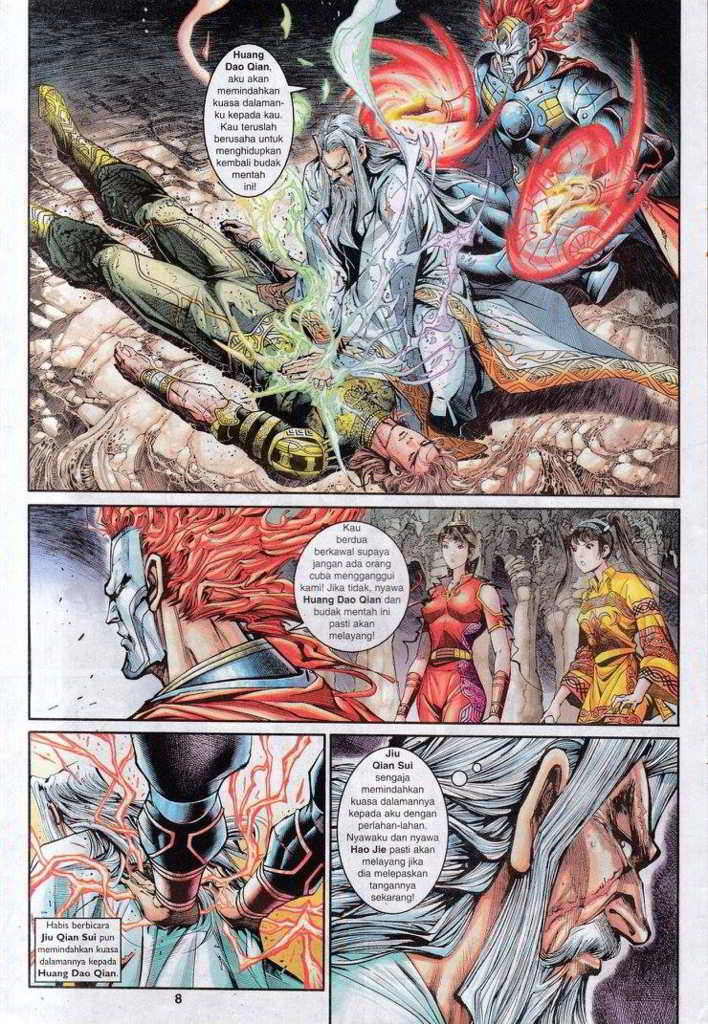 Huang
Dao Qian,
aku akan
memindahkan
kuasa dalaman-
ku kepada kau.
Kau teruslah
berusaha untuk
menghidupkan
kembali budak
mentah
ini!
Kau
berdua
berkawal supaya
jangan ada orang
cuba mengganggui
kami! Jika tidak, nyawa
Huang Dao Qian dan
budak mentah ini
pasti akan
melayang!
Habis berbicara
Jiu Qian Sui pun
memindahkan kuasa
dalamannya kepada
Huang Dao Qian.
Jiu
Qian Sui
sengaja
memindahkan
kuasa dalamannya
kepada aku dengan
perlahan-lahan.
Nyawaku dan nyawa
Hao Jie pasti akan
melayang jika
dia melepaskan
tangannya
sekarang!
8